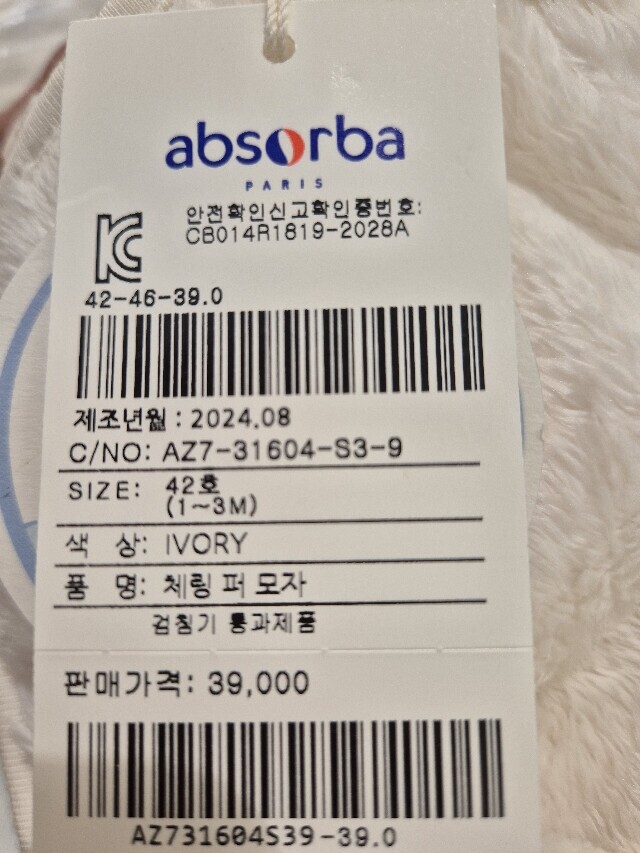 absorba
PARIS
안전확인신고확인증번호:
CB014R1819-2028A
42-46-39.0
제조년월 : 2024.08
C/NO: AZ7-31604-S3-9
SIZE: 42호
(1~3M)
색 상: IVORY
품 명: 체링 퍼 모자
검침기 통과제품
판매가격: 39,000
AZ731604S39-39.0